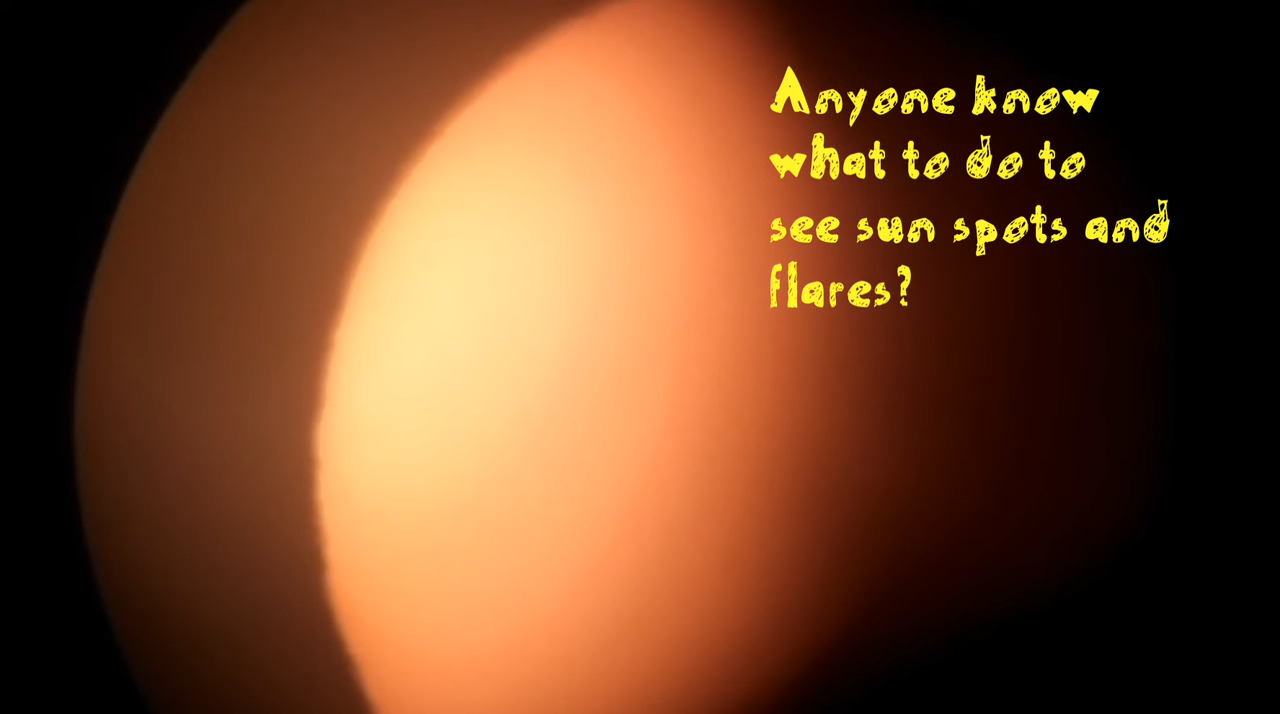 Anyone know
what to do to
see sun spots and
flares?